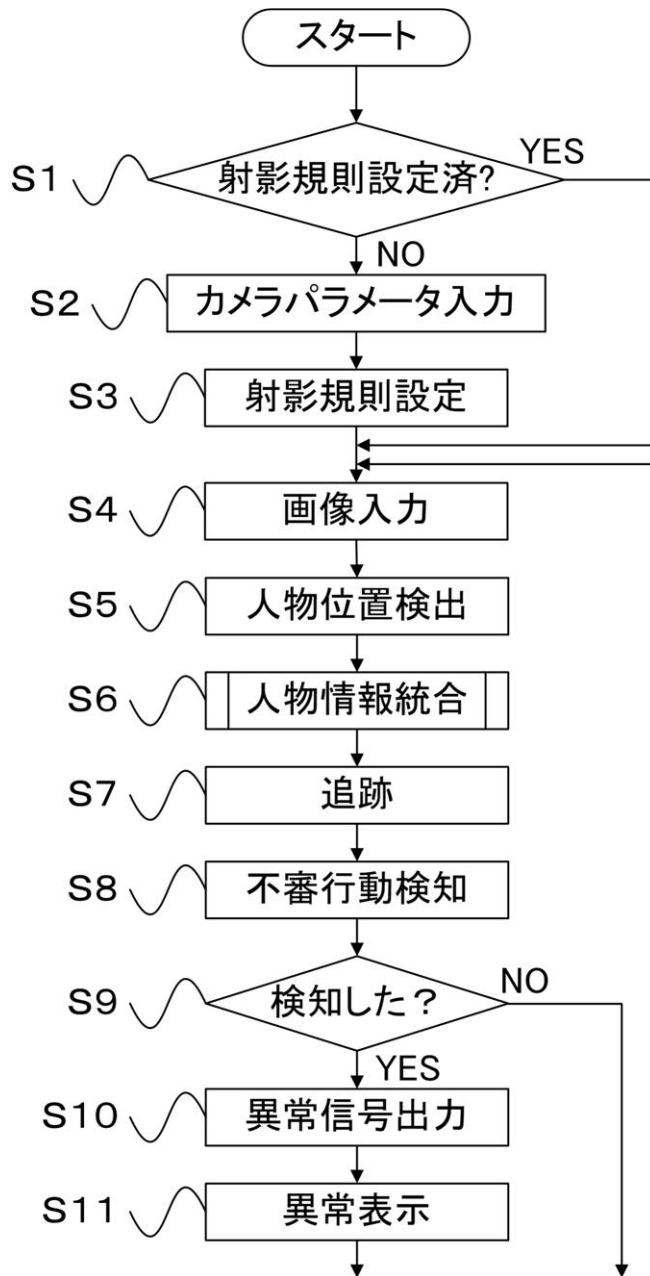 スタート
S1
射影規則設定済?
YES
NO
S2
カメラパラメータ入力
S3
射影規則設定
S4
画像入力
S5
人物位置検出
S6
人物情報統合
S7
追跡
S8
不審行動検知
S9
検知した？
NO
YES
S10
異常信号出力
S11
異常表示